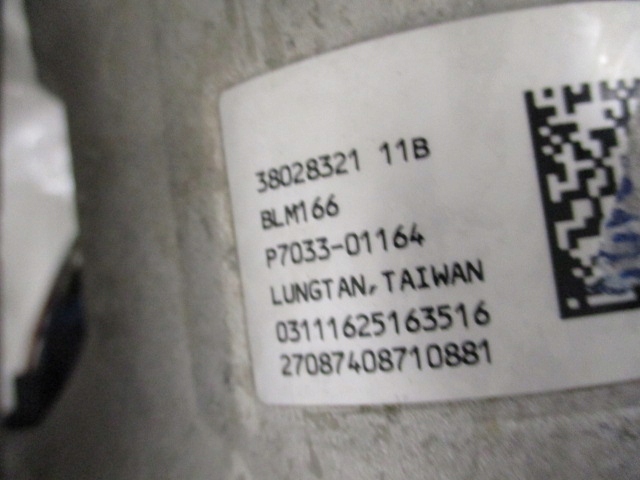 38028321 11B
BLM166
P7033-01164
LUNGTAN, TAIWAN
03111625163516
27087408710881